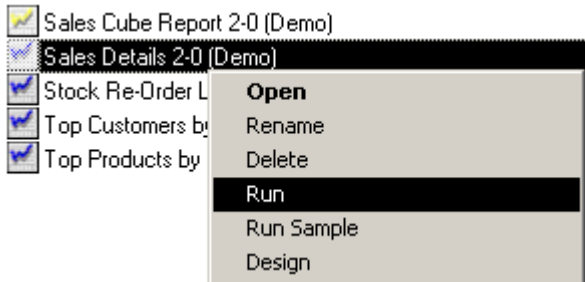 Sales Cube Report 2-0 (Demo)
Sales Details 2-0 (Demo)
Stock Re-Order L
Top Customers by
Top Products by
Open
Rename
Delete
Run
Run Sample
Design